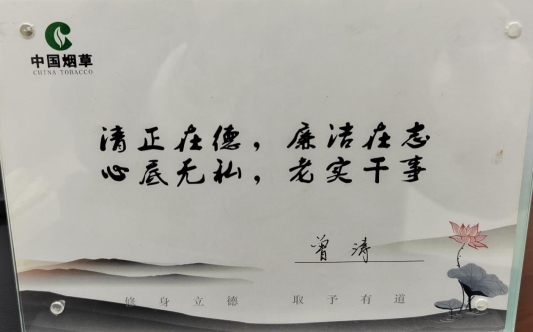 中国烟草
CHINA TOBACCO
清正在德，廉洁在志
心底无私，老实干事
曾涛
修身立德 取予有道